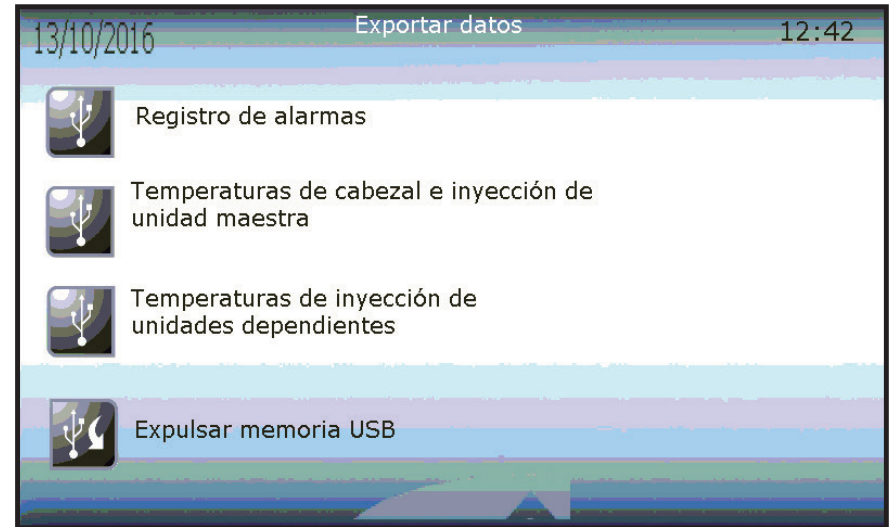 13/10/2016 Exportar datos 12:42
Registro de alarmas
Temperaturas de cabezal e inyección de
unidad maestra
Temperaturas de inyección de
unidades dependientes
Expulsar memoria USB